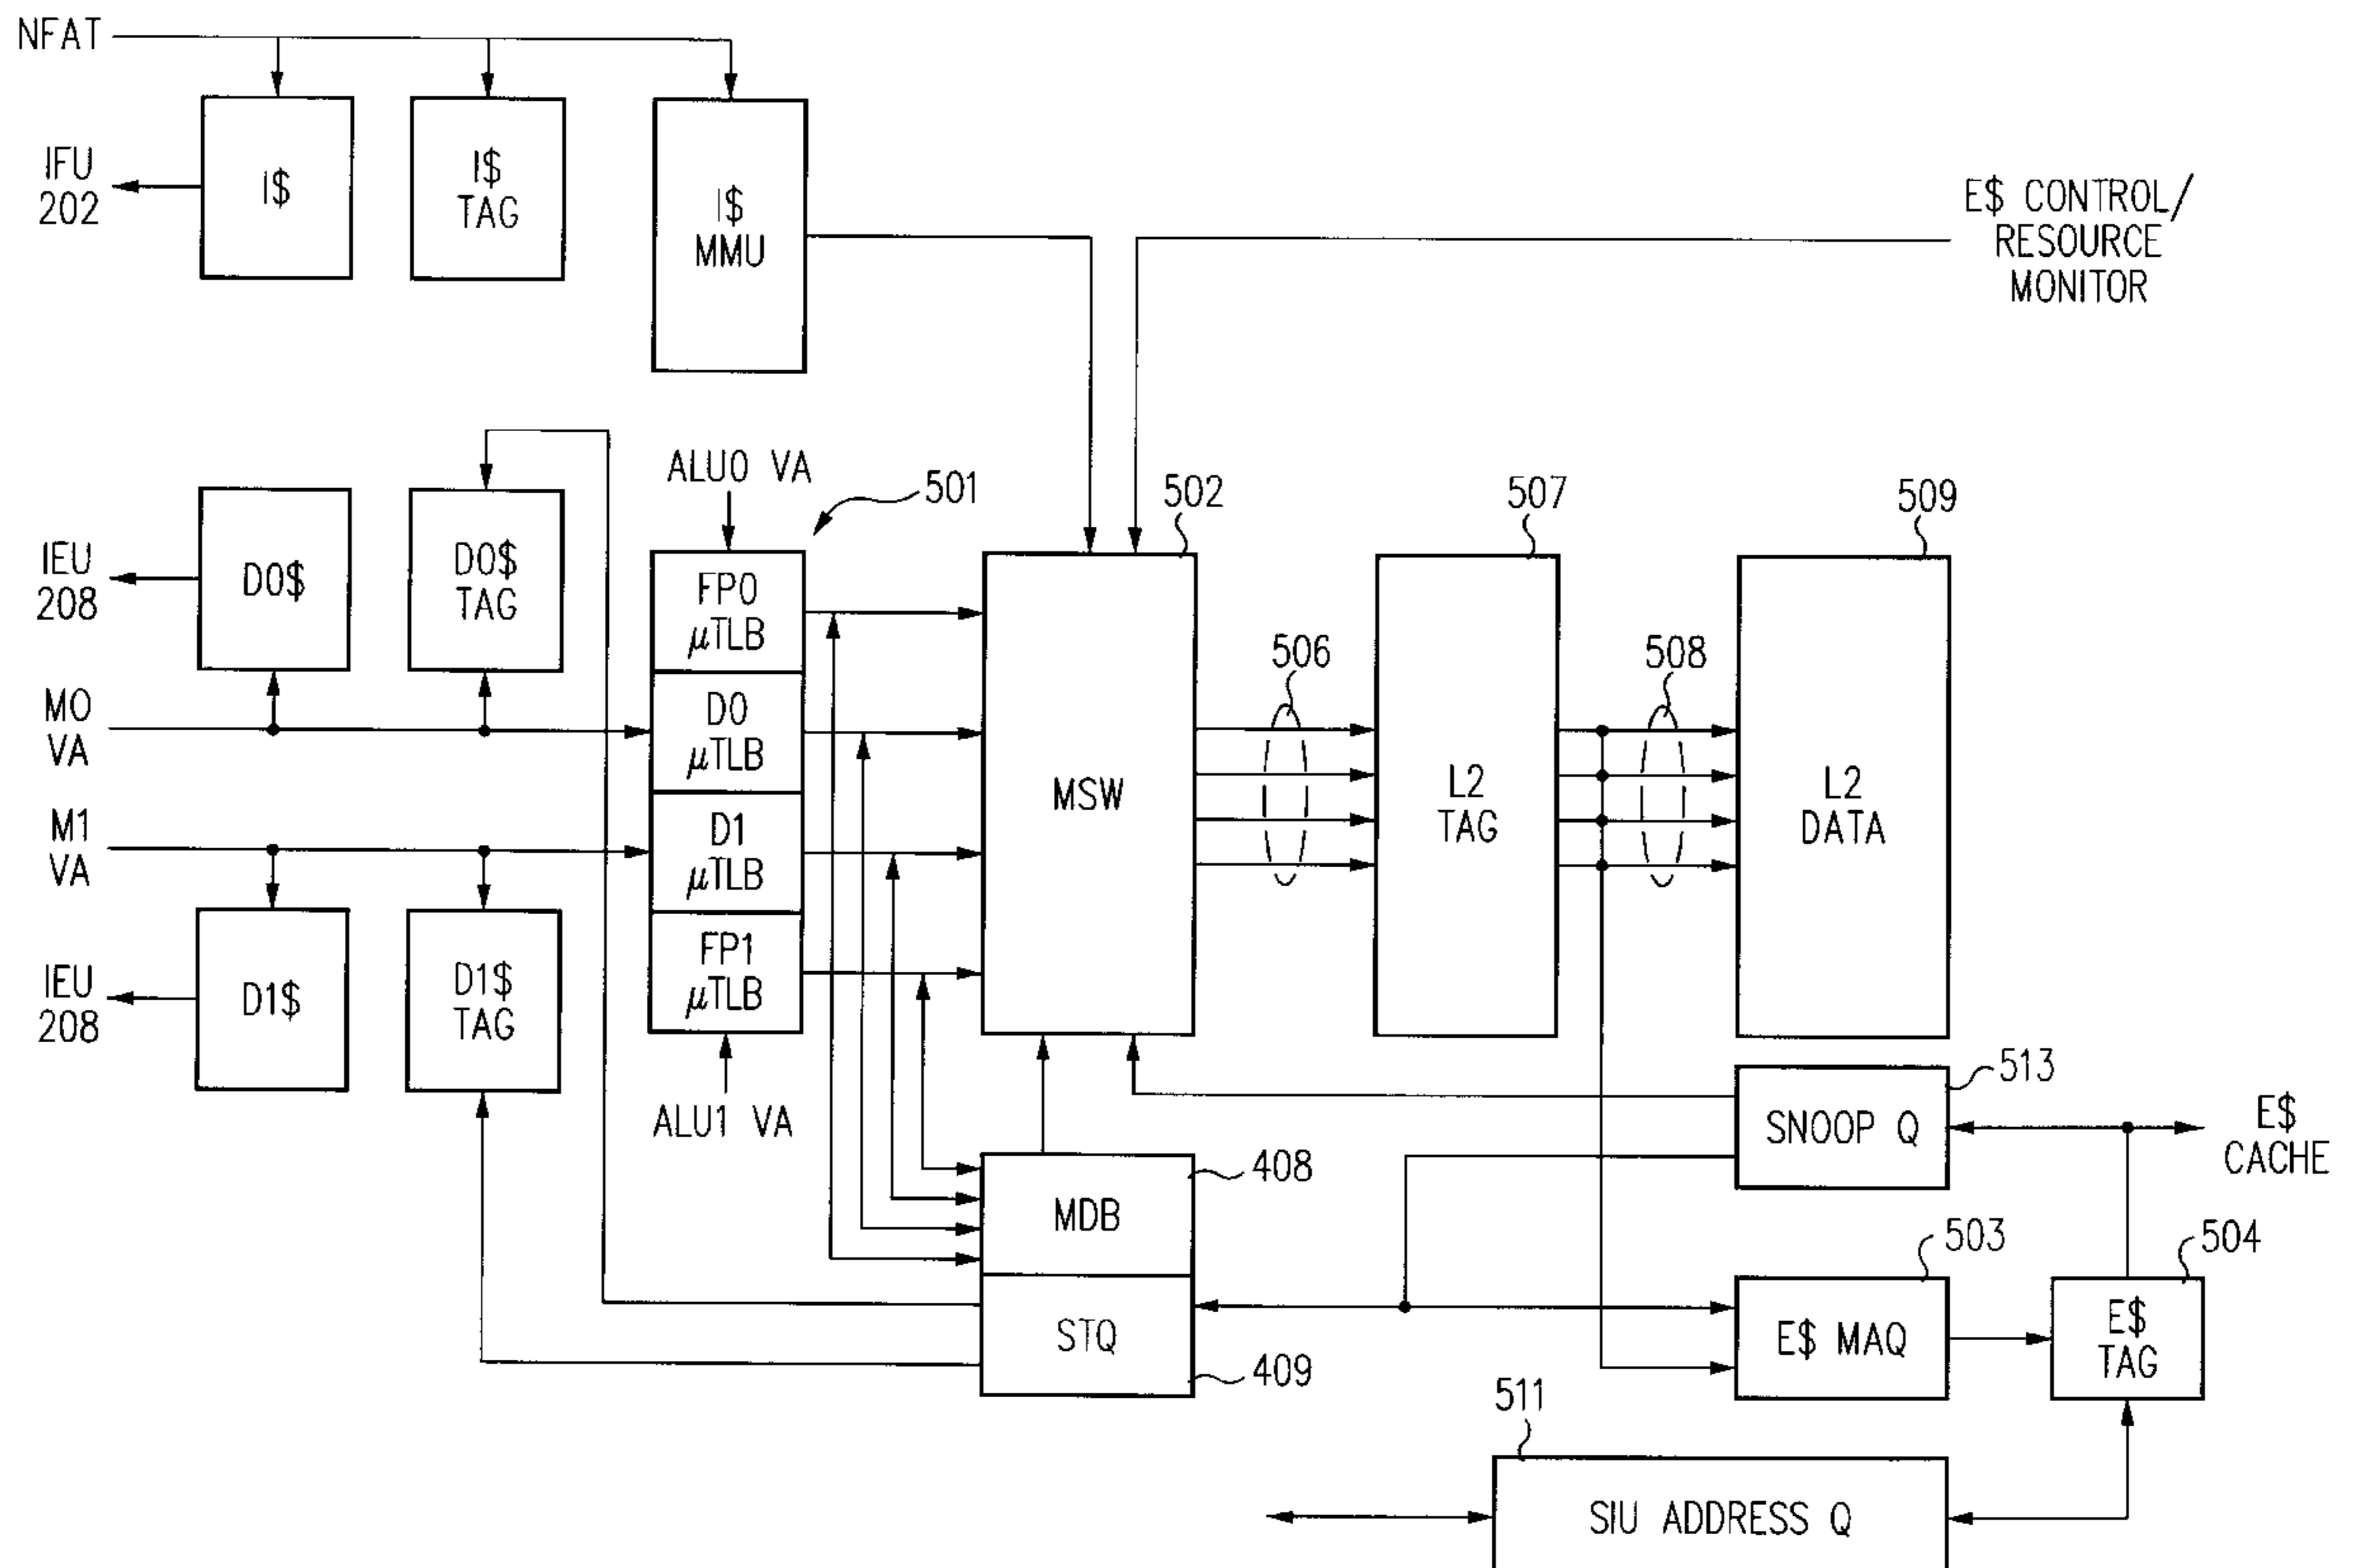 NFAT
IFU
202
I$
I$
TAG
I$
MMU
E$ CONTROL/
RESOURCE
MONITOR
ALU0 VA
501
502
507
509
IEU
208
D0$
D0$
TAG
FP0
μTLB
D0
μTLB
D1
μTLB
FP1
μTLB
M0
VA
M1
VA
MSW
506
L2
TAG
508
L2
DATA
IEU
208
D1$
D1$
TAG
ALU1 VA
513
SNOOP Q
E$
CACHE
408
MDB
STQ
409
503
E$ MAQ
504
E$
TAG
511
SIU ADDRESS Q